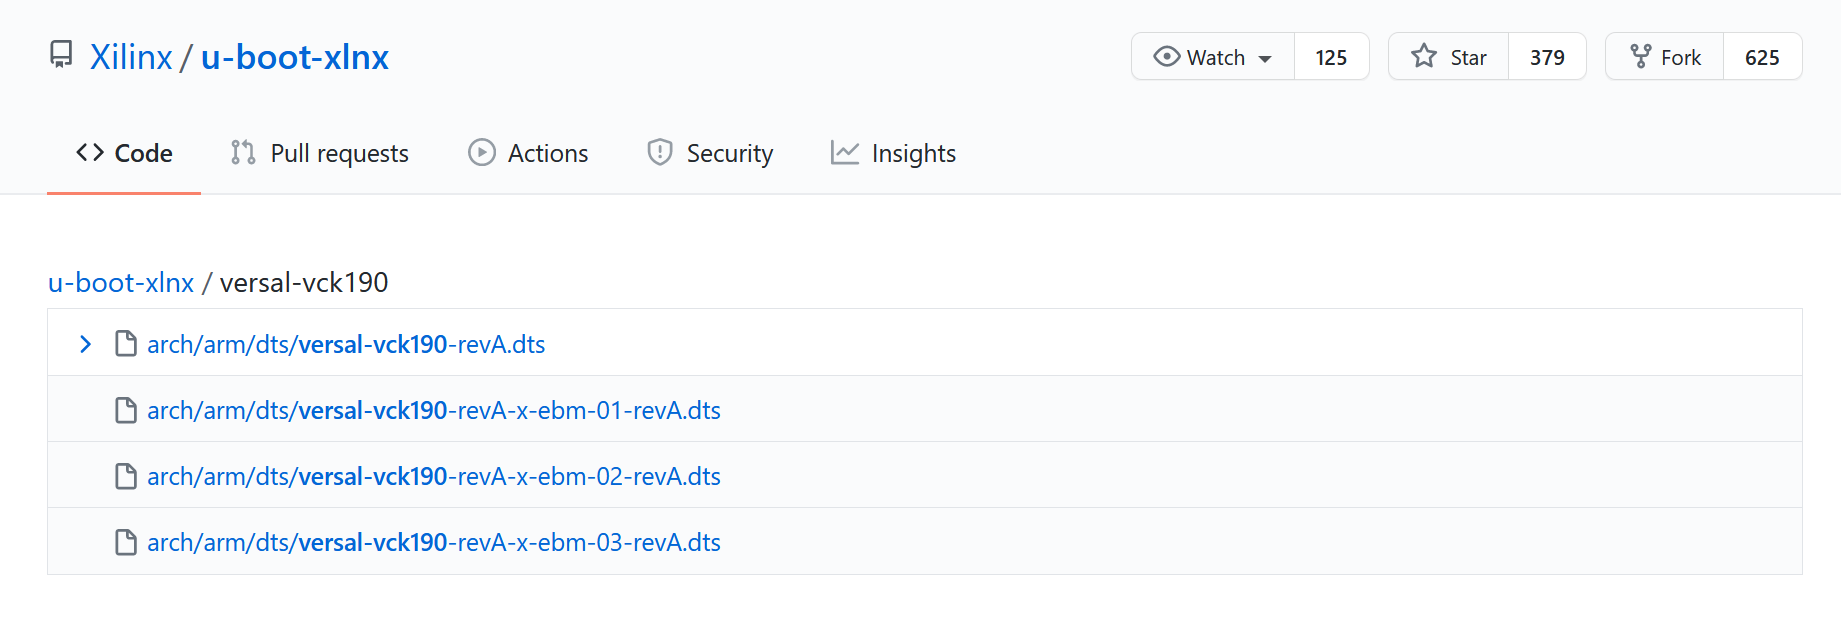 Xilinx / u-boot-xlnx
Watch 125 Star 379 Fork 625
Code Pull requests Actions Security Insights
u-boot-xlnx / versal-vck190
arch/arm/dts/versal-vck190-revA.dts
arch/arm/dts/versal-vck190-revA-x-ebm-01-revA.dts
arch/arm/dts/versal-vck190-revA-x-ebm-02-revA.dts
arch/arm/dts/versal-vck190-revA-x-ebm-03-revA.dts